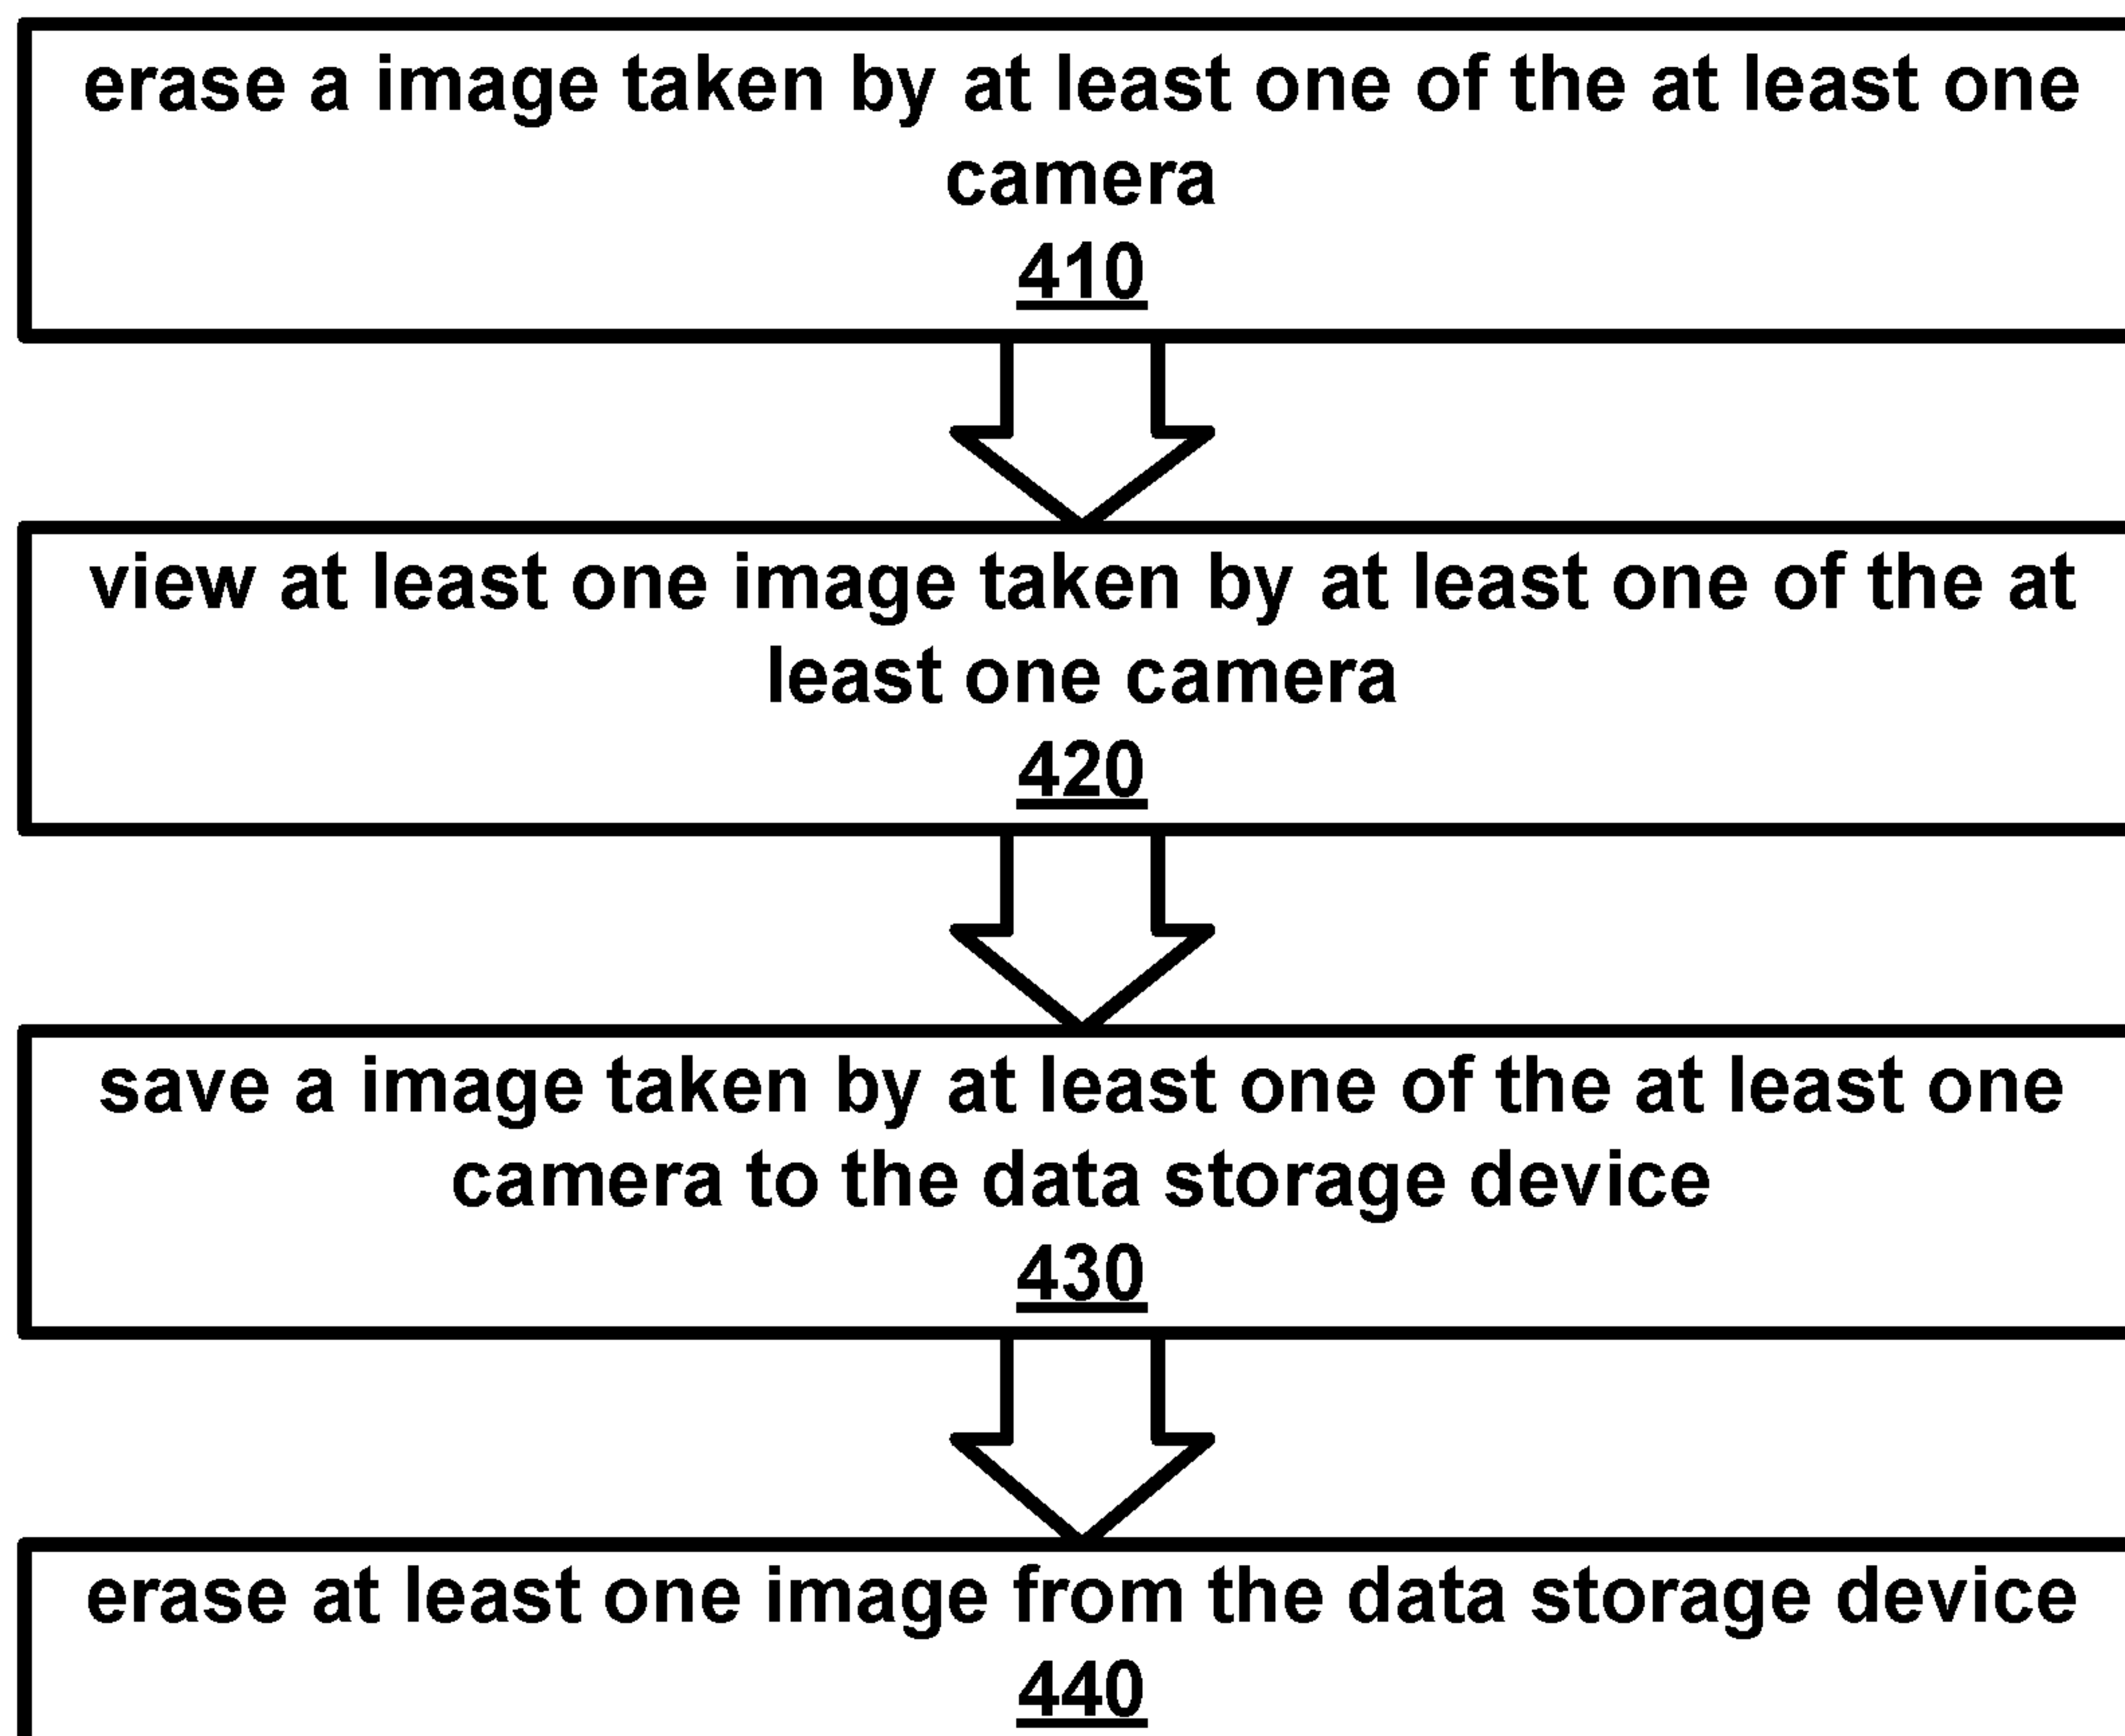 erase a image taken by at least one of the at least one
camera
410
view at least one image taken by at least one of the at
least one camera
420
save a image taken by at least one of the at least one
camera to the data storage device
430
erase at least one image from the data storage device
440